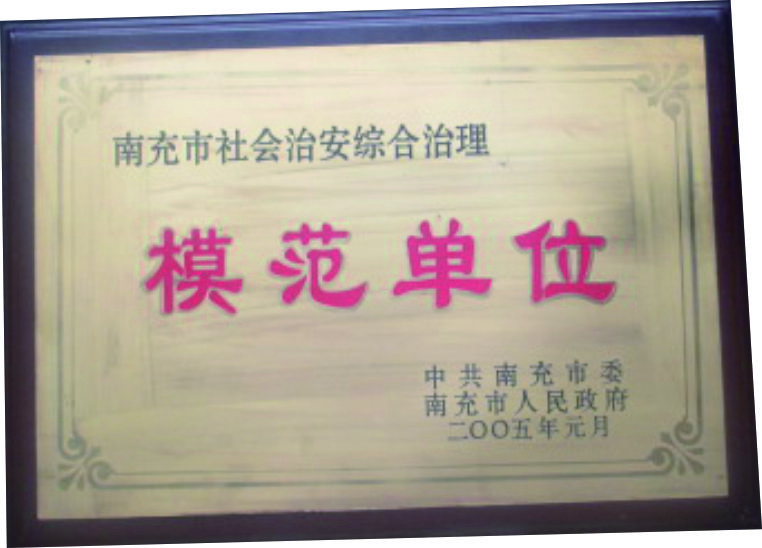 南充市社会治安综合治理
模范单位
中共南充市委
南充市人民政府
二〇〇五年元月